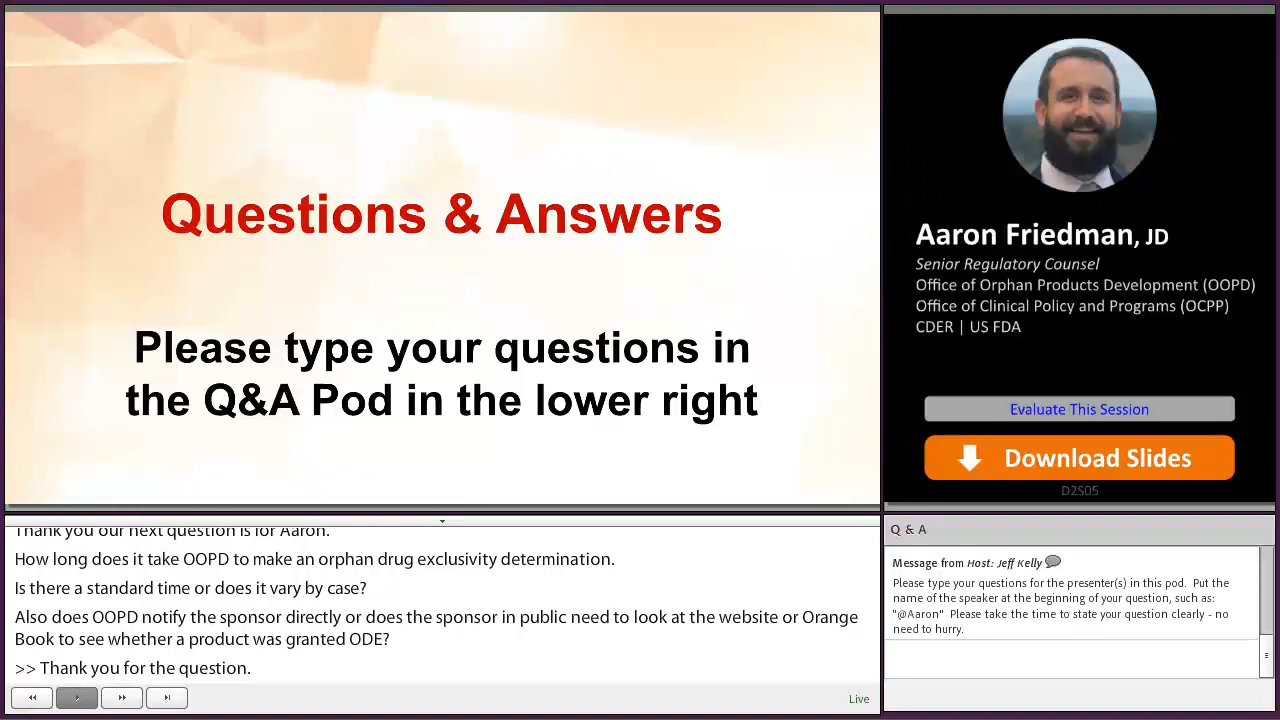 Questions & Answers
Please type your questions in
the Q&A Pod in the lower right
Aaron Friedman, JD
Senior Regulatory Counsel
Office of Orphan Products Development (OOPD)
Office of Clinical Policy and Programs (OCPP)
CDER | US FDA
Evaluate This Session
Download Slides
D2S05
Thank you our next question is for Aaron.
How long does it take OOPD to make an orphan drug exclusivity determination.
Is there a standard time or does it vary by case?
Also does OOPD notify the sponsor directly or does the sponsor in public need to look at the website or Orange
Book to see whether a product was granted ODE?
>> Thank you for the question.
Live
Q & A
Message from Host: Jeff Kelly
Please type your questions for the presenter(s) in this pod. Put the
name of the speaker at the beginning of your question, such as:
"@Aaron" Please take the time to state your question clearly - no
need to hurry.